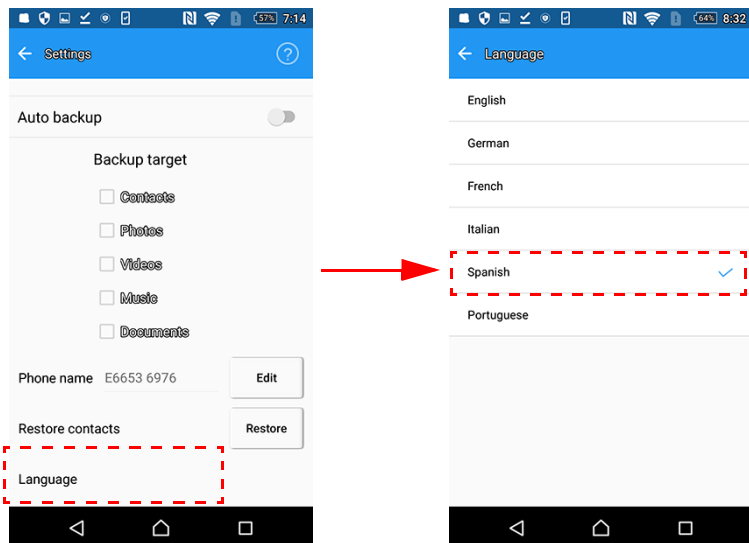 57% 7:14
Settings
?
Auto backup
Backup target
Contacts
Photos
Videos
Music
Documents
Phone name E6653 6976 Edit
Restore contacts Restore
Language
64% 8:32
Language
English
German
French
Italian
Spanish
Portuguese